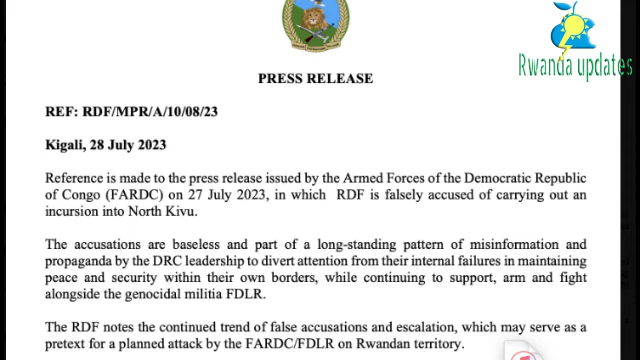 Rwanda updates
PRESS RELEASE
REF: RDF/MPR/A/10/08/23
Kigali, 28 July 2023
Reference is made to the press release issued by the Armed Forces of the Democratic Republic
of Congo (FARDC) on 27 July 2023, in which RDF is falsely accused of carrying out an
incursion into North Kivu.
The accusations are baseless and part of a long-standing pattern of misinformation and
propaganda by the DRC leadership to divert attention from their internal failures in maintaining
peace and security within their own borders, while continuing to support, arm and fight
alongside the genocidal militia FDLR.
The RDF notes the continued trend of false accusations and escalation, which may serve as a
pretext for a planned attack by the FARDC/FDLR on Rwandan territory.